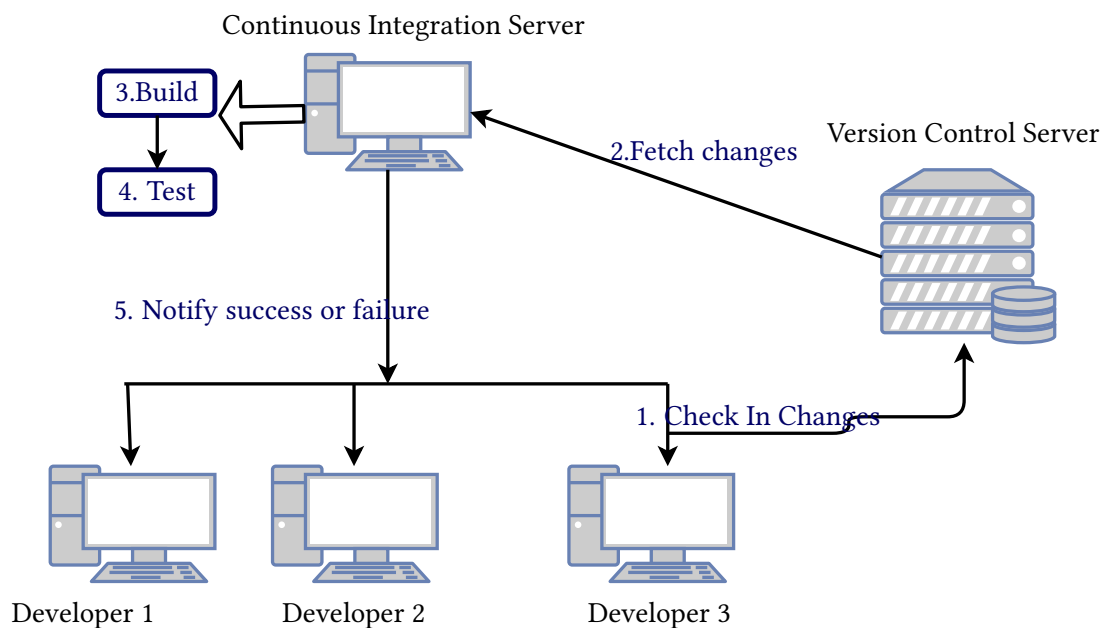 Continuous Integration Server
3.Build
2.Fetch changes
Version Control Server
4. Test
5. Notify success or failure
1. Check In Changes
Developer 1
Developer 2
Developer 3